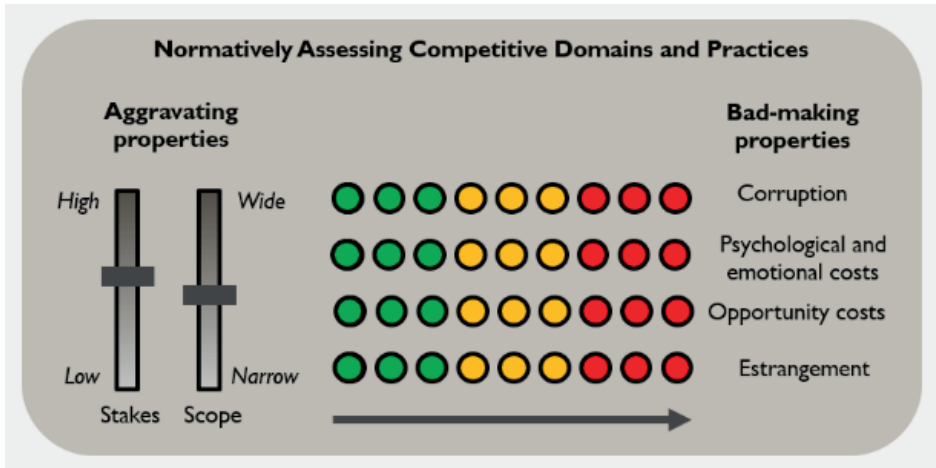 Normatively Assessing Competitive Domains and Practices
Aggravating
properties
Bad-making
properties
High
Wide
Corruption
Psychological and
emotional costs
Opportunity costs
Low
Narrow
Estrangement
Stakes
Scope